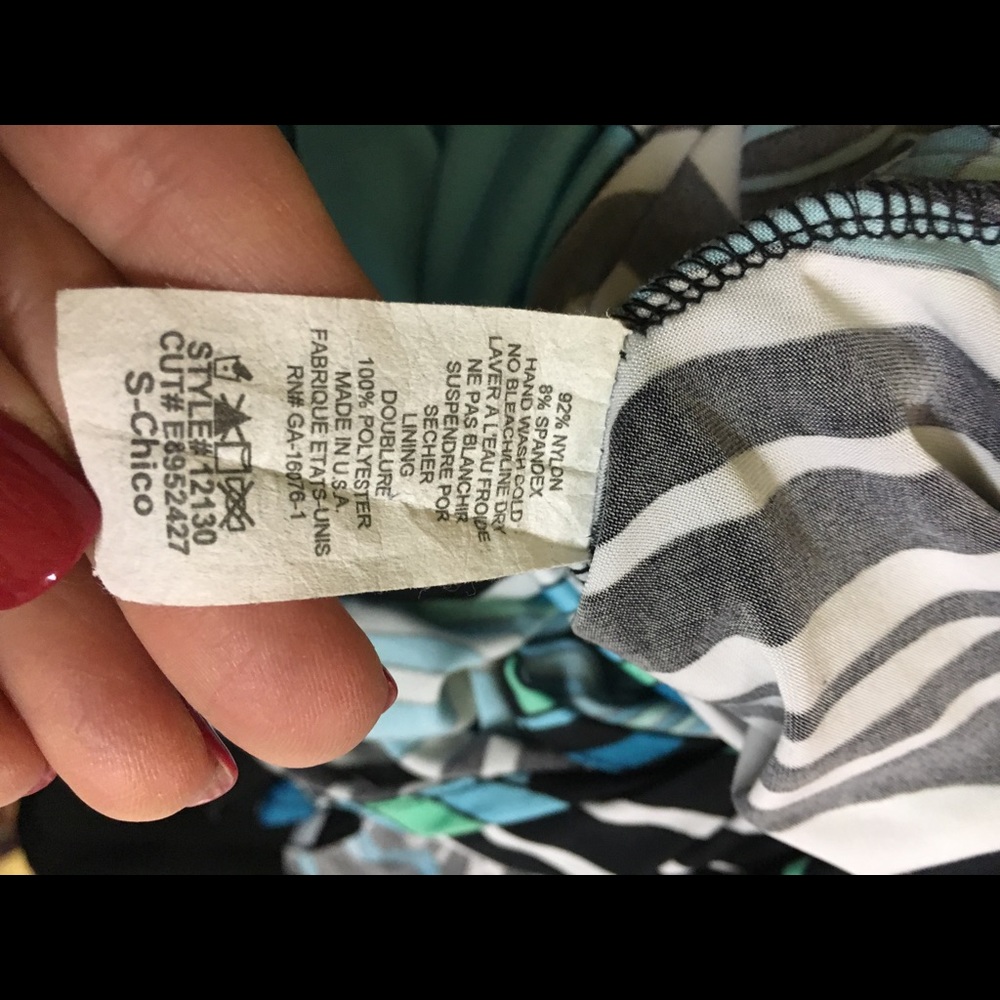 92% NYLON
8% SPANDEX
HAND WASH COLD
NO BLEACH LINE DRY
LAVER A L'EAU FROIDE
NE PAS BLANCHIR
SUSPENDRE POR
SECHER
LINING
DOUBLURE
100% POLYESTER
MADE IN U.S.A.
FABRIQUE ETATS-UNIS
RN# GA-16076-1
STYLE# 12130
CUT# E8952427
S-Chico